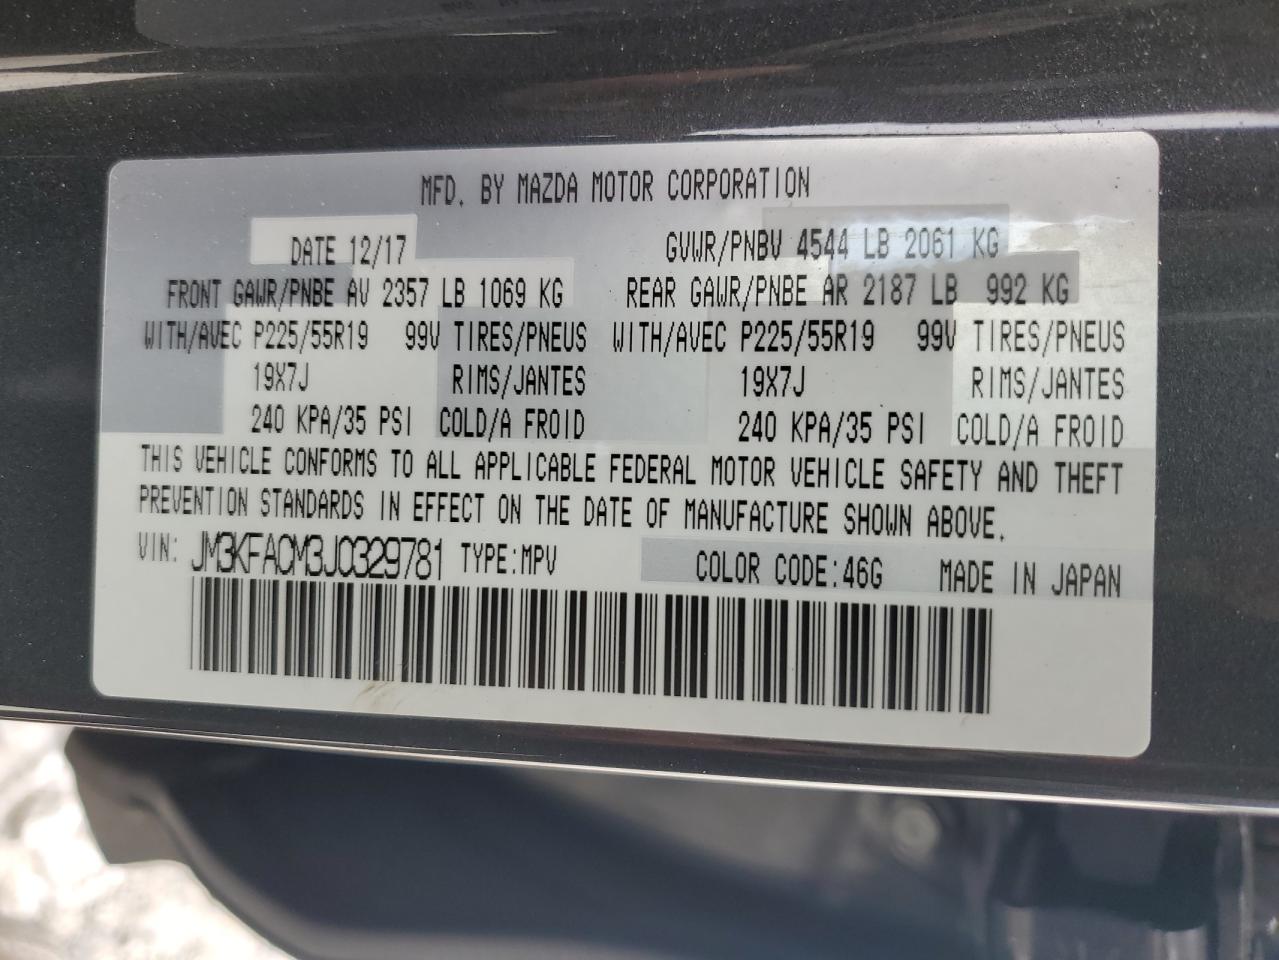 MFD. BY MAZDA MOTOR CORPORATION
DATE 12/17 GVWR/PNBV 4544 LB 2061 KG
FRONT GAWR/PNBE AV 2357 LB 1069 KG REAR GAWR/PNBE AR 2187 LB 992 KG
WITH/AVEC P225/55R19 99V TIRES/PNEUS WITH/AVEC P225/55R19 99V TIRES/PNEUS
19X7J RIMS/JANTES 19X7J RIMS/JANTES
240 KPA/35 PSI COLD/A FROID 240 KPA/35 PSI COLD/A FROID
THIS VEHICLE CONFORMS TO ALL APPLICABLE FEDERAL MOTOR VEHICLE SAFETY AND THEFT
PREVENTION STANDARDS IN EFFECT ON THE DATE OF MANUFACTURE SHOWN ABOVE.
VIN: JM3KFACM3J0329781 TYPE:MPV COLOR CODE:46G MADE IN JAPAN